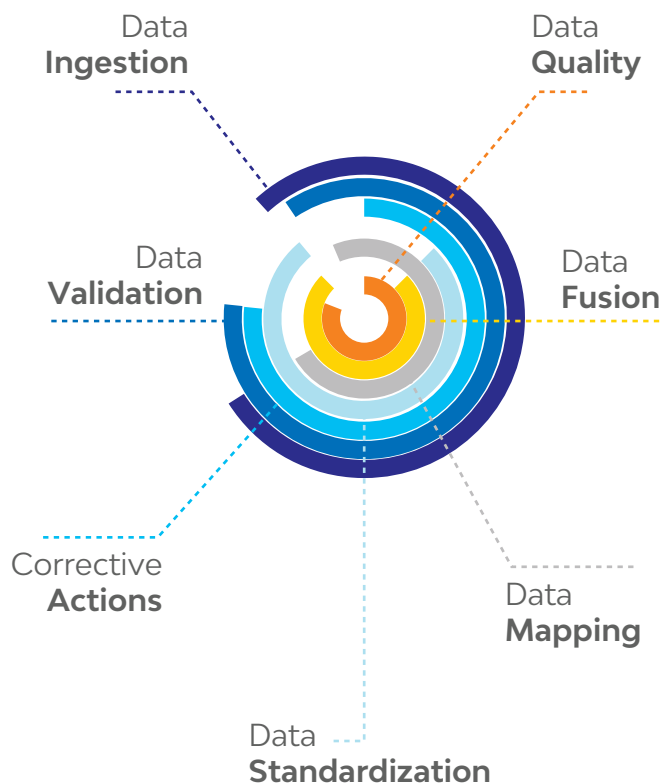 Data
Ingestion
Data
Quality
Data
Validation
Data
Fusion
Corrective
Actions
Data
Mapping
Data
Standardization